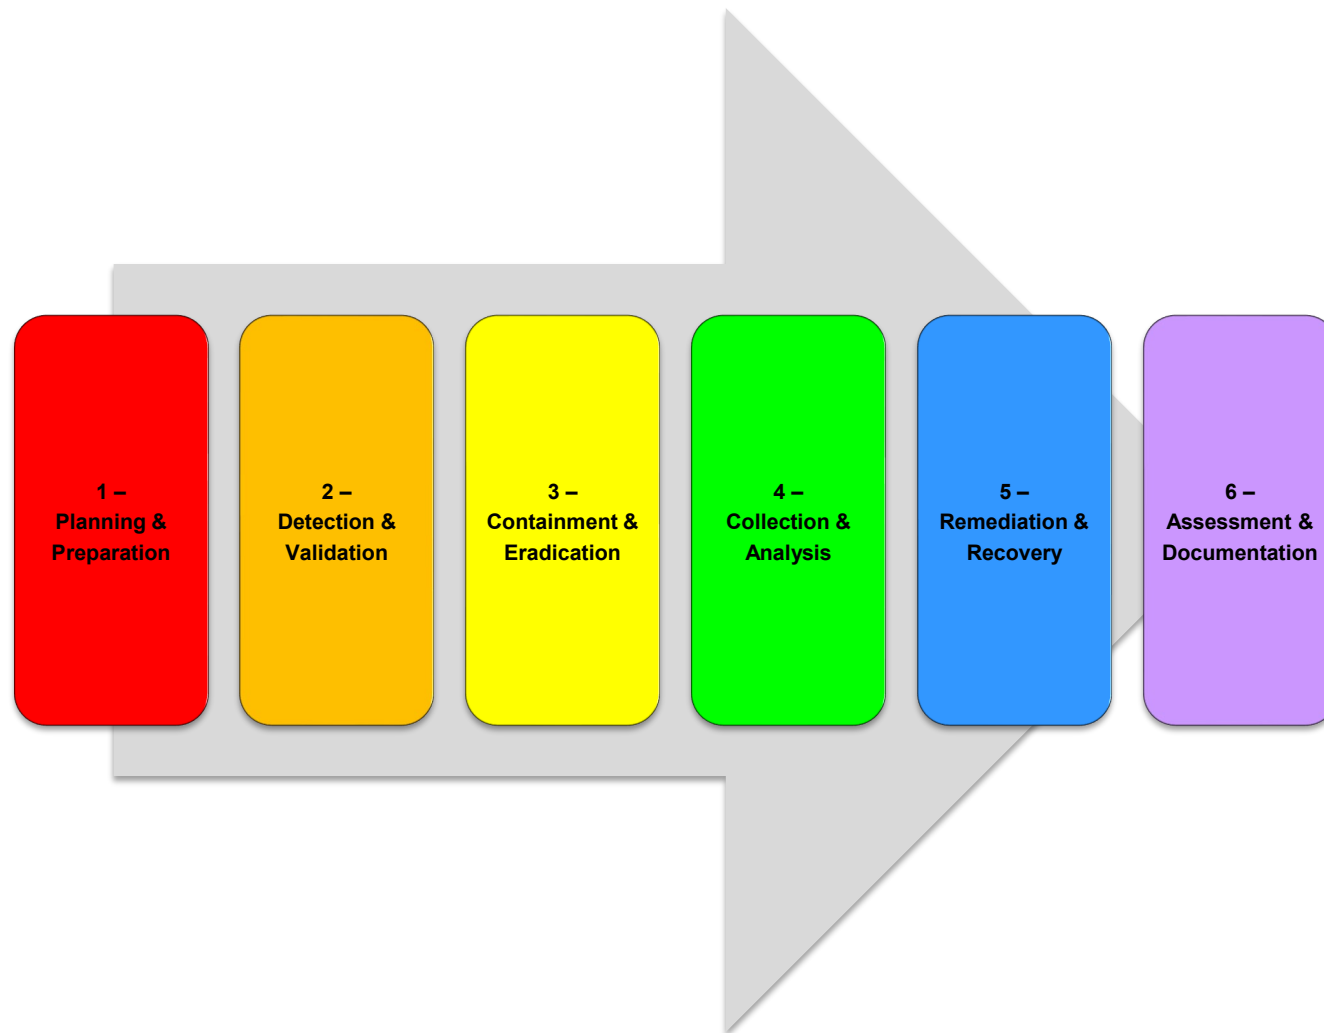 1 –
Planning &
Preparation
2 –
Detection &
Validation
3 –
Containment &
Eradication
4 –
Collection &
Analysis
5 –
Remediation &
Recovery
6 –
Assessment &
Documentation